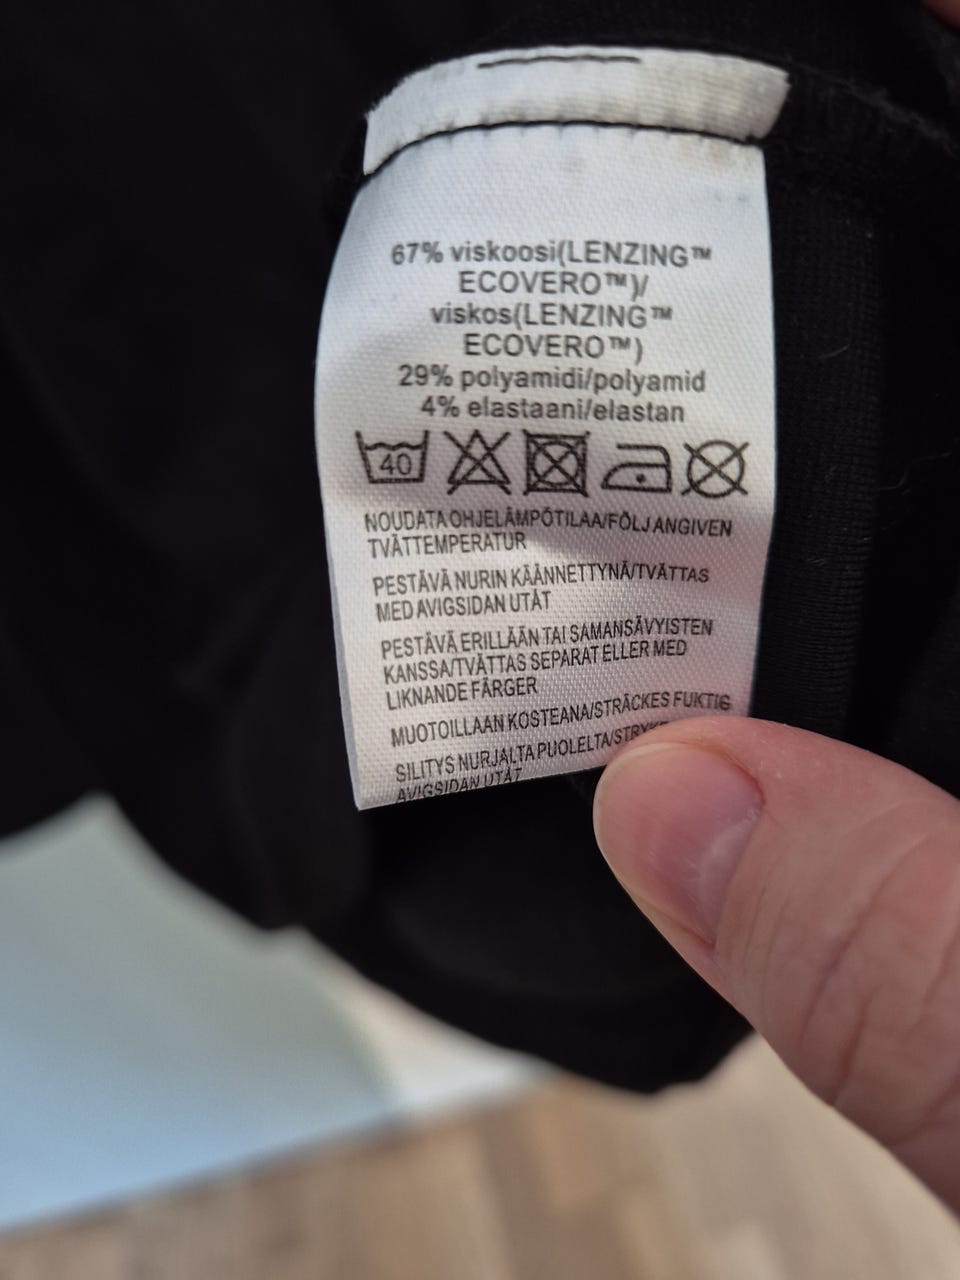 67% viskoosi(LENZING™
ECOVERO™)/
viskos(LENZING™
ECOVERO™)
29% polyamidi/polyamid
4% elastaani/elastan
40
NOUDATA OHJELÄMPÖTILAA/FÖLJ ANGIVEN
TVÄTTEMPERATUR
PESTÄVÄ NURIN KÄÄNNETTYNÄ/TVÄTTAS
MED AVIGSIDAN UTÅT
PESTÄVÄ ERILLÄÄN TAI SAMANSÄVYISTEN
KANSSA/TVÄTTAS SEPARAT ELLER MED
LIKNANDE FÄRGER
MUOTOILLAAN KOSTEANA/STRÄCKES FUKTIG
SILITYS NURJALTA PUOLELTA/
AVIGSIDAN UTÅT